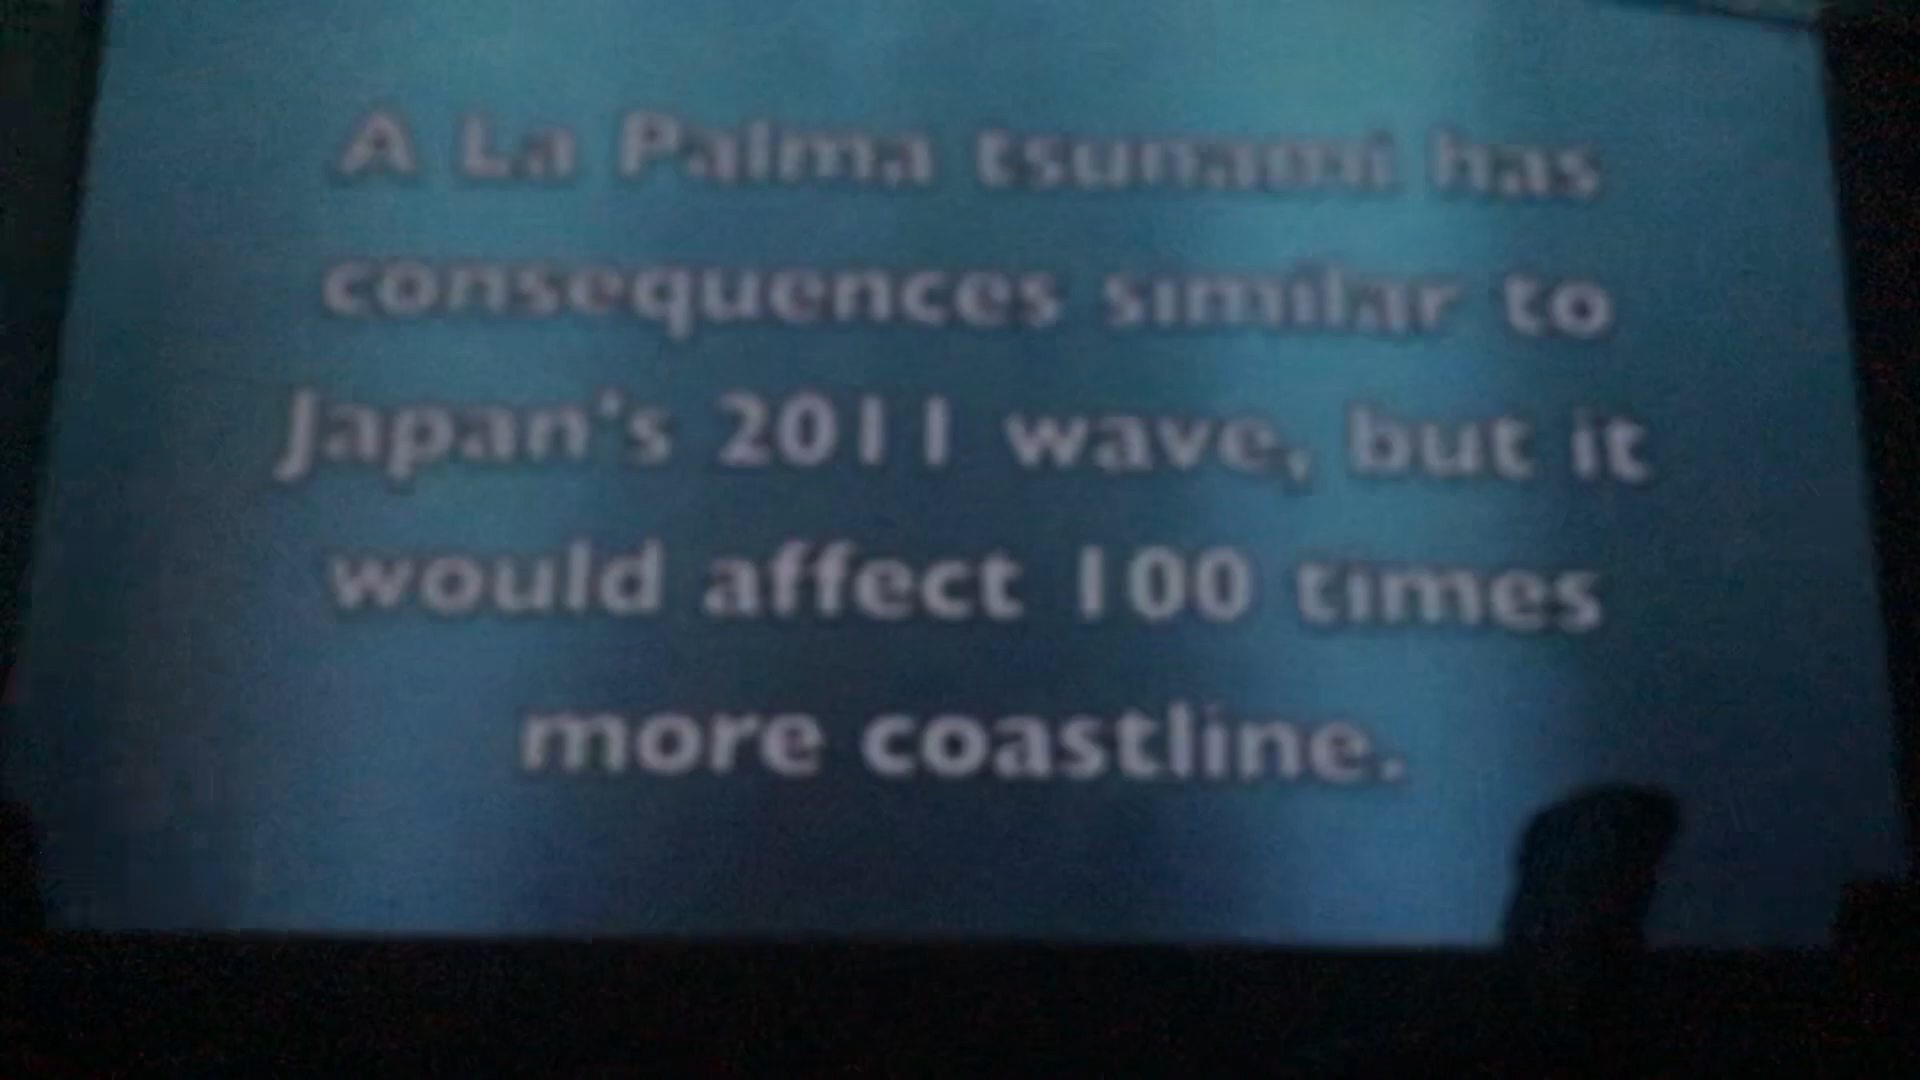 A La Palma tsunami has
consequences similar to
Japan's 2011 wave, but it
would affect 100 times
more coastline.